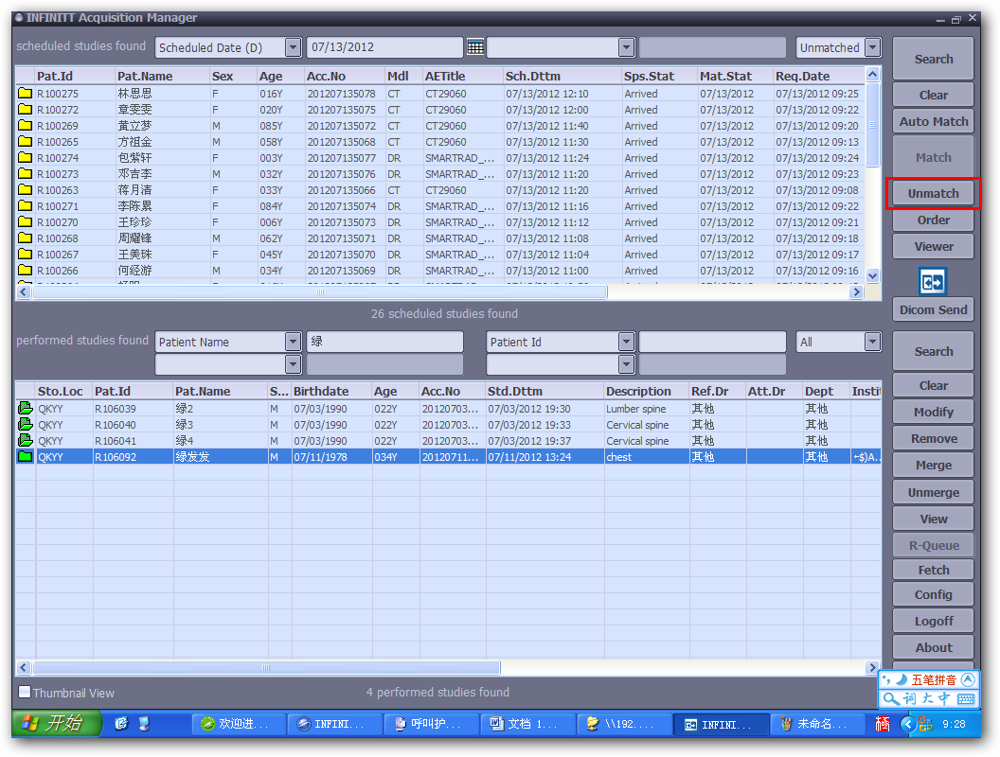 INFINITT Acquisition Manager
scheduled studies found Scheduled Date (D) 07/13/2012 Unmatched Search
Clear
Auto Match
Match
Unmatch
Order
Viewer
Dicom Send
Pat.Id Pat.Name Sex Age Acc.No Mdl AETitle Sch.Dttm Sps.Stat Mat.Stat Req.Date
R100275 林思思 F 016Y 201207135078 CT CT29060 07/13/2012 12:10 Arrived 07/13/2012 07/13/2012 09:25
R100272 章雯雯 F 020Y 201207135075 CT CT29060 07/13/2012 12:00 Arrived 07/13/2012 07/13/2012 09:22
R100269 黄立梦 M 085Y 201207135072 CT CT29060 07/13/2012 11:40 Arrived 07/13/2012 07/13/2012 09:20
R100265 方祖金 M 058Y 201207135068 CT CT29060 07/13/2012 11:30 Arrived 07/13/2012 07/13/2012 09:13
R100274 包紫轩 F 003Y 201207135077 DR SMARTRAD_... 07/13/2012 11:24 Arrived 07/13/2012 07/13/2012 09:24
R100273 邓吉李 M 032Y 201207135076 DR SMARTRAD_... 07/13/2012 11:20 Arrived 07/13/2012 07/13/2012 09:23
R100263 蒋月清 F 033Y 201207135066 CT CT29060 07/13/2012 11:20 Arrived 07/13/2012 07/13/2012 09:08
R100271 李陈累 F 084Y 201207135074 DR SMARTRAD_... 07/13/2012 11:16 Arrived 07/13/2012 07/13/2012 09:22
R100270 王珍珍 F 006Y 201207135073 DR SMARTRAD_... 07/13/2012 11:12 Arrived 07/13/2012 07/13/2012 09:21
R100268 周耀锋 M 062Y 201207135071 DR SMARTRAD_... 07/13/2012 11:08 Arrived 07/13/2012 07/13/2012 09:18
R100267 王美珠 F 045Y 201207135070 DR SMARTRAD_... 07/13/2012 11:04 Arrived 07/13/2012 07/13/2012 09:17
R100266 何经游 M 034Y 201207135069 DR SMARTRAD_... 07/13/2012 11:00 Arrived 07/13/2012 07/13/2012 09:16
26 scheduled studies found
performed studies found Patient Name 绿 Patient Id All Search
Clear
Modify
Remove
Merge
Unmerge
View
R-Queue
Fetch
Config
Logoff
About
Sto.Loc Pat.Id Pat.Name S... Birthdate Age Acc.No Std.Dttm Description Ref.Dr Att.Dr Dept Instit
QKYY R106039 绿2 M 07/03/1990 022Y 20120703... 07/03/2012 19:30 Lumber spine 其他 其他
QKYY R106040 绿3 M 07/03/1990 022Y 20120703... 07/03/2012 19:33 Cervical spine 其他 其他
QKYY R106041 绿4 M 07/03/1990 022Y 20120703... 07/03/2012 19:37 Cervical spine 其他 其他
QKYY R106092 绿发发 M 07/11/1978 034Y 20120711... 07/11/2012 13:24 chest 其他 其他 ←$)A..
Thumbnail View 4 performed studies found
五笔拼音
词 大 中
开始 欢迎进... INFINI... 呼叫护... 文档 1... \\192.... INFINI... 未命名... 9:28